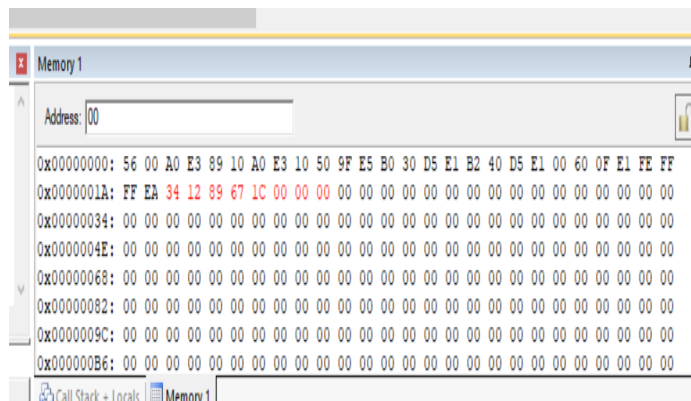 Memory 1
Address: 00
0x00000000: 56 00 A0 E3 89 10 A0 E3 10 50 9F E5 B0 30 D5 E1 B2 40 D5 E1 00 60 0F E1 FE FF
0x0000001A: FF EA 34 12 89 67 1C 00 00 00 00 00 00 00 00 00 00 00 00 00 00 00 00 00 00 00
0x00000034: 00 00 00 00 00 00 00 00 00 00 00 00 00 00 00 00 00 00 00 00 00 00 00 00 00 00
0x0000004E: 00 00 00 00 00 00 00 00 00 00 00 00 00 00 00 00 00 00 00 00 00 00 00 00 00 00
0x00000068: 00 00 00 00 00 00 00 00 00 00 00 00 00 00 00 00 00 00 00 00 00 00 00 00 00 00
0x00000082: 00 00 00 00 00 00 00 00 00 00 00 00 00 00 00 00 00 00 00 00 00 00 00 00 00 00
0x0000009C: 00 00 00 00 00 00 00 00 00 00 00 00 00 00 00 00 00 00 00 00 00 00 00 00 00 00
0x000000B6: 00 00 00 00 00 00 00 00 00 00 00 00 00 00 00 00 00 00 00 00 00 00 00 00 00 00
Call Stack + Locals Memory 1